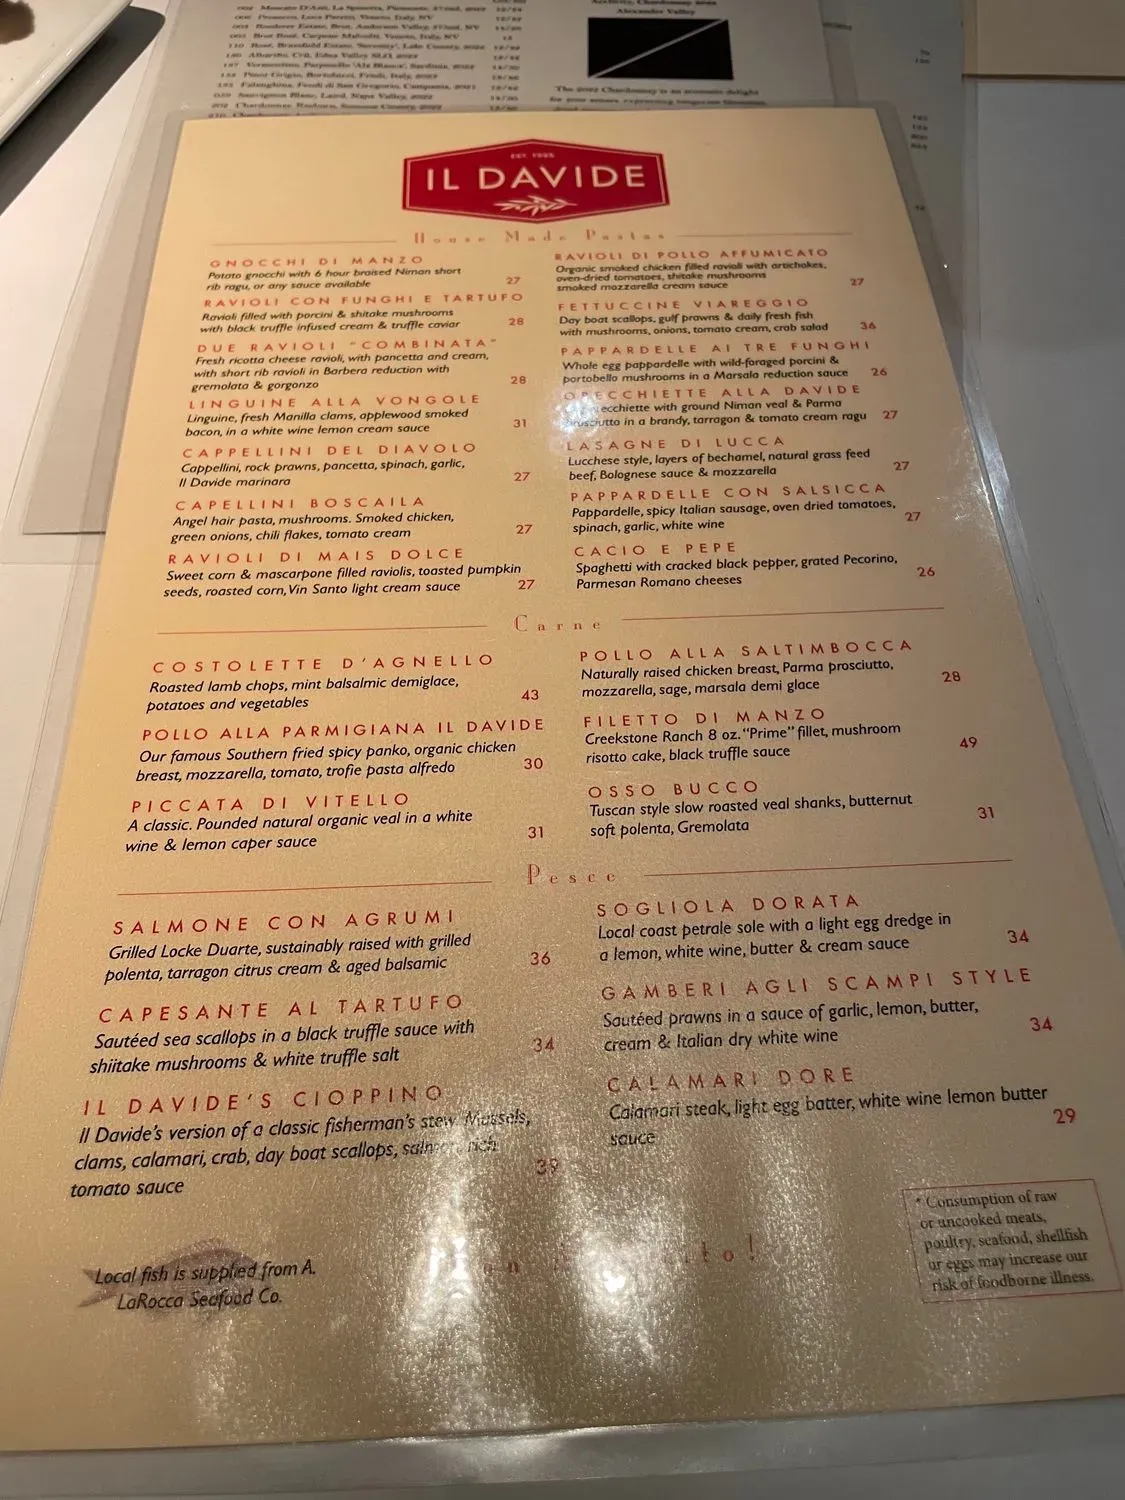 IL DAVIDE
House Made Pastas
GNOCCHI DI MANZO
Potato gnocchi with 6 hour braised Niman short
rib ragu, or any sauce available 27
RAVIOLI CON FUNGHI E TARTUFO
Ravioli filled with porcini & shitake mushrooms
with black truffle infused cream & truffle caviar 28
DUE RAVIOLI "COMBINATA"
Fresh ricotta cheese ravioli, with pancetta and cream,
with short rib ravioli in Barbera reduction with
gremolata & gorgonzo 28
LINGUINE ALLA VONGOLE
Linguine, fresh Manilla clams, applewood smoked
bacon, in a white wine lemon cream sauce 31
CAPPELLINI DEL DIAVOLO
Cappellini, rock prawns, pancetta, spinach, garlic,
Il Davide marinara 27
CAPELLINI BOSCAILA
Angel hair pasta, mushrooms. Smoked chicken,
green onions, chili flakes, tomato cream 27
RAVIOLI DI MAIS DOLCE
Sweet corn & mascarpone filled raviolis, toasted pumpkin
seeds, roasted corn, Vin Santo light cream sauce 27
RAVIOLI DI POLLO AFFUMICATO
Organic smoked chicken filled ravioli with artichokes,
oven-dried tomatoes, shitake mushrooms
smoked mozzarella cream sauce 27
FETTUCCINE VIAREGGIO
Day boat scallops, gulf prawns & daily fresh fish
with mushrooms, onions, tomato cream, crab salad 36
PAPPARDELLE AI TRE FUNGHI
Whole egg pappardelle with wild-foraged porcini &
portobello mushrooms in a Marsala reduction sauce 26
ORECCHIETTE ALLA DAVIDE
with ground Niman veal & Parma
prosciutto in a brandy, tarragon & tomato cream ragu 27
LASAGNE DI LUCCA
Lucchese style, layers of bechamel, natural grass feed
beef, Bolognese sauce & mozzarella 27
PAPPARDELLE CON SALSICCA
Pappardelle, spicy Italian sausage, oven dried tomatoes,
spinach, garlic, white wine 27
CACIO E PEPE
Spaghetti with cracked black pepper, grated Pecorino,
Parmesan Romano cheeses 26
Carne
COSTOLETTE D'AGNELLO
Roasted lamb chops, mint balsalmic demiglace,
potatoes and vegetables 43
POLLO ALLA PARMIGIANA IL DAVIDE
Our famous Southern fried spicy panko, organic chicken
breast, mozzarella, tomato, trofie pasta alfredo 30
PICCATA DI VITELLO
A classic. Pounded natural organic veal in a white
wine & lemon caper sauce 31
POLLO ALLA SALTIMBOCCA
Naturally raised chicken breast, Parma prosciutto,
mozzarella, sage, marsala demi glace 28
FILETTO DI MANZO
Creekstone Ranch 8 oz. "Prime" fillet, mushroom
risotto cake, black truffle sauce 49
OSSO BUCCO
Tuscan style slow roasted veal shanks, butternut
soft polenta, Gremolata 31
Pesce
SALMONE CON AGRUMI
Grilled Locke Duarte, sustainably raised with grilled
polenta, tarragon citrus cream & aged balsamic 36
CAPESANTE AL TARTUFO
Sautéed sea scallops in a black truffle sauce with
shiitake mushrooms & white truffle salt 34
IL DAVIDE'S CIOPPINO
Il Davide's version of a classic fisherman's stew. Mussels,
clams, calamari, crab, day boat scallops, salmon, rich
tomato sauce 39
SOGLIOLA DORATA
Local coast petrale sole with a light egg dredge in
a lemon, white wine, butter & cream sauce 34
GAMBERI AGLI SCAMPI STYLE
Sautéed prawns in a sauce of garlic, lemon, butter,
cream & Italian dry white wine 34
CALAMARI DORE
Calamari steak, light egg batter, white wine lemon butter
sauce 29
Local fish is supplied from A.
LaRocca Seafood Co.
* Consumption of raw
or uncooked meats,
poultry, seafood, shellfish
or eggs may increase our
risk of foodborne illness.